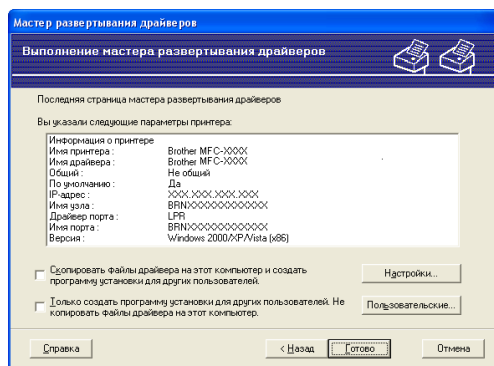 Мастер развертывания драйверов
Выполнение мастера развертывания драйверов
Последняя страница мастера развертывания драйверов
Вы указали следующие параметры принтера:
Информация о принтере
Имя принтера : Brother MFC-XXXX
Имя драйвера : Brother MFC-XXXX
Общий : Не общий
По умолчанию : Да
IP-адрес : XXX.XXX.XXX.XXX
Имя узла : BRNXXXXXXXXXXXX
Драйвер порта : LPR
Имя порта : BRNXXXXXXXXXXXX
Версия : Windows 2000/XP/Vista (x86)
Скопировать файлы драйвера на этот компьютер и создать
программу установки для других пользователей.
Настройки...
Только создать программу установки для других пользователей. Не
копировать файлы драйвера на этот компьютер.
Пользовательские...
Справка
< Назад
Готово
Отмена